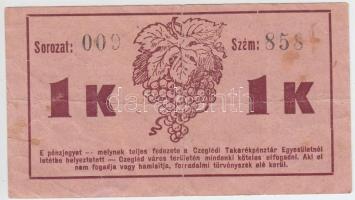 Sorozat: 009 Szém: 858
1 K 1 K
E pénzjegyet — melynek teljes fedezete a Czeglédi Takarékpénztár Egyesületnél
letétbe helyeztetett — Czegléd város területén mindenki köteles elfogadni. Aki el
nem fogadja vagy hamisítja, forradalmi törvényszék elé kerül.